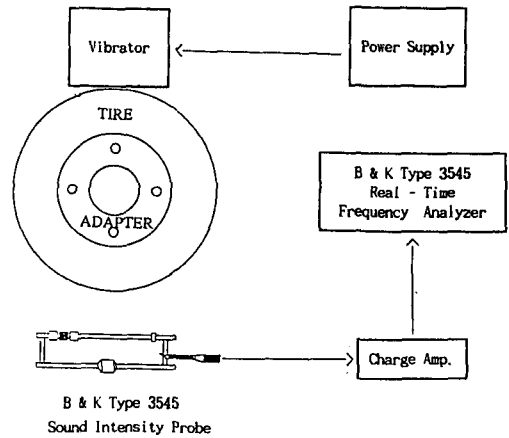 Vibrator
Power Supply
TIRE
ADAPTER
B & K Type 3545
Real - Time
Frequency Analyzer
Charge Amp.
B & K Type 3545
Sound Intensity Probe